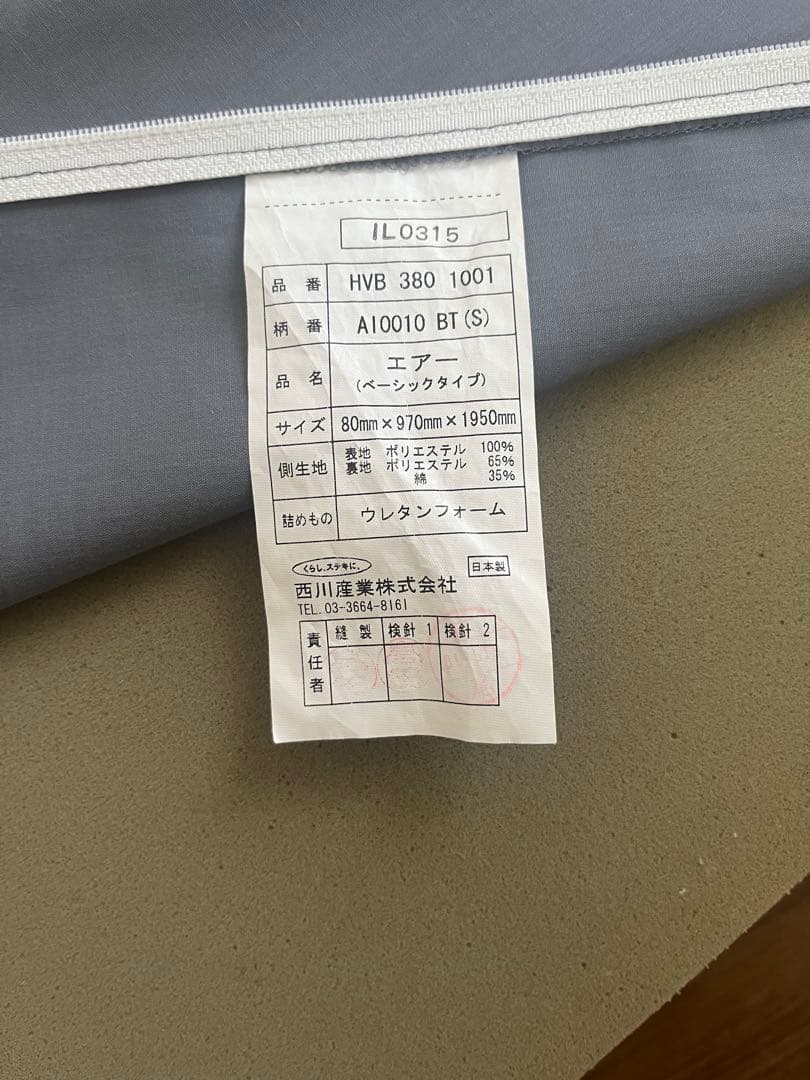 IL0315
品番 HVB 380 1001
柄番 AI0010 BT(S)
品名 エアー
(ベーシックタイプ)
サイズ 80mm×970mm×1950mm
側生地 表地 ポリエステル 100%
裏地 ポリエステル 65%
綿 35%
詰めもの ウレタンフォーム
くらし、ステキに。 日本製
西川産業株式会社
TEL.03-3664-8161
責任者 縫製 検針1 検針2